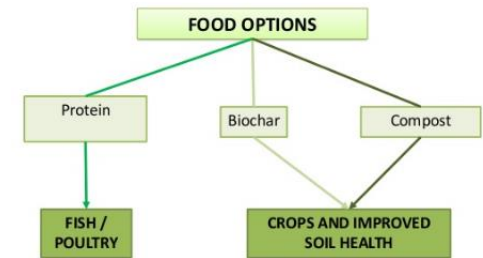 FOOD OPTIONS
Protein
Biochar
Compost
FISH /
POULTRY
CROPS AND IMPROVED
SOIL HEALTH